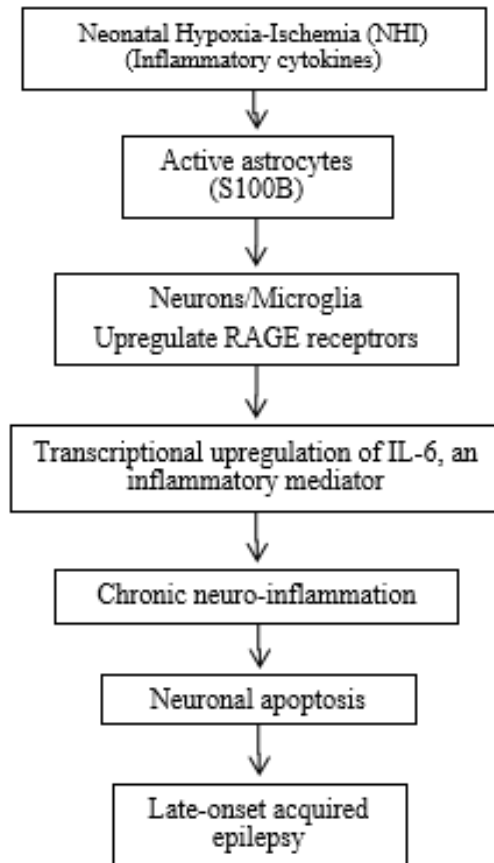 Neonatal Hypoxia-Ischemia (NHI)
(Inflammatory cytokines)
Active astrocytes
(S100B)
Neurons/Microglia
Upregulate RAGE receptrors
Transcriptional upregulation of IL-6, an
inflammatory mediator
Chronic neuro-inflammation
Neuronal apoptosis
Late-onset acquired
epilepsy